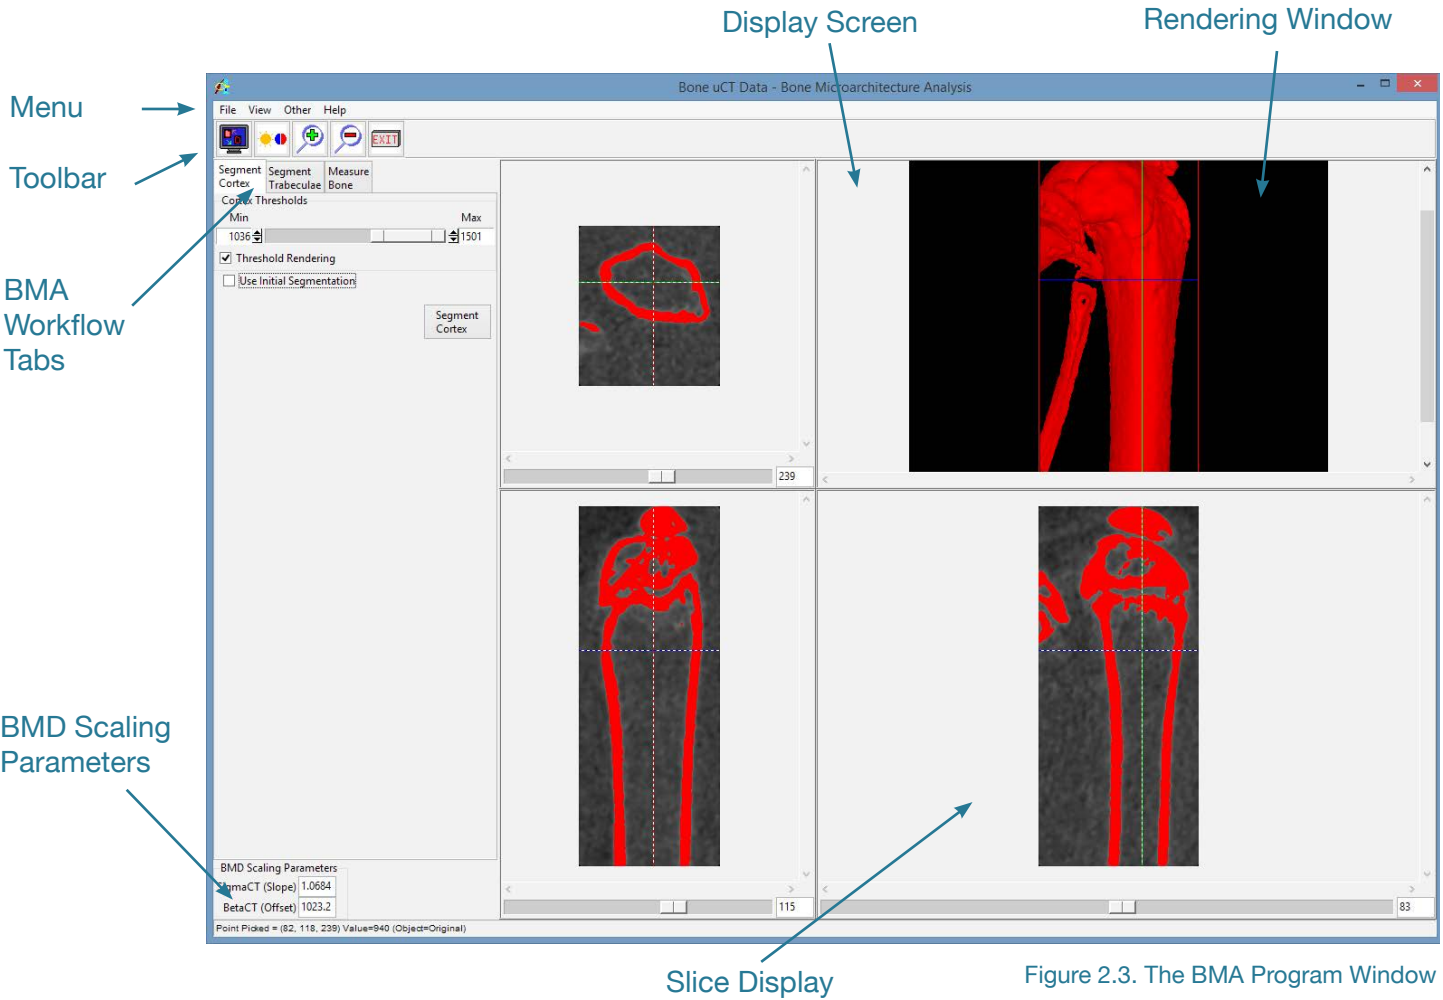 Display Screen
Rendering Window
Bone uCT Data - Bone Microarchitecture Analysis
Menu
File View Other Help
EXIT
Toolbar
Segment Cortex
Segment Trabeculae
Measure Bone
Cortex Thresholds
Min Max
1036 1501
Threshold Rendering
Use Initial Segmentation
BMA
Workflow
Tabs
Segment
Cortex
239
BMD Scaling
Parameters
BMD Scaling Parameters
SigmaCT (Slope) 1.0684
BetaCT (Offset) 1023.2
115
83
Point Picked = (82, 118, 239) Value=940 (Object=Original)
Slice Display
Figure 2.3. The BMA Program Window